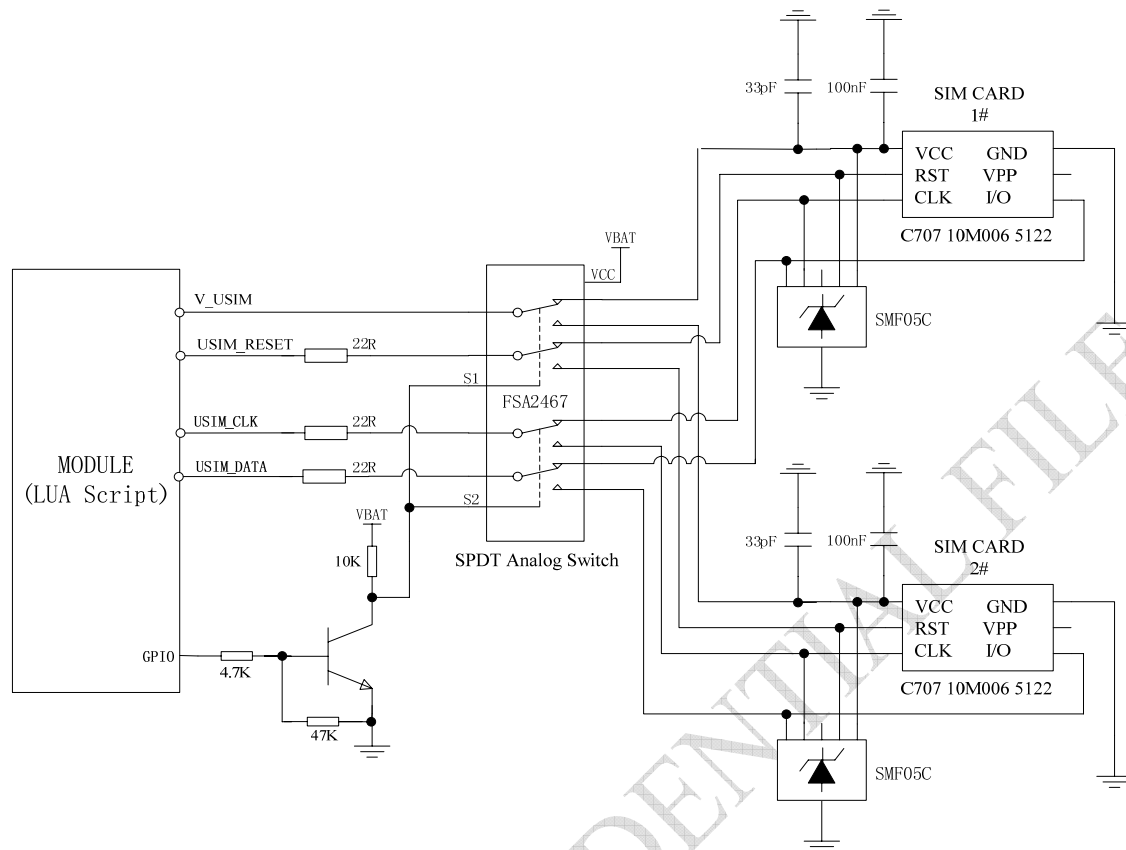 33pF
100nF
SIM CARD
1#
VCC GND
RST VPP
CLK I/O
C707 10M006 5122
VBAT
VCC
SMF05C
V_USIM
USIM_RESET
22R
S1
FSA2467
USIM_CLK
22R
USIM_DATA
22R
S2
MODULE
(LUA Script)
VBAT
10K
SPDT Analog Switch
GPIO
4.7K
47K
33pF
100nF
SIM CARD
2#
VCC GND
RST VPP
CLK I/O
C707 10M006 5122
SMF05C
DENTIAL FILE